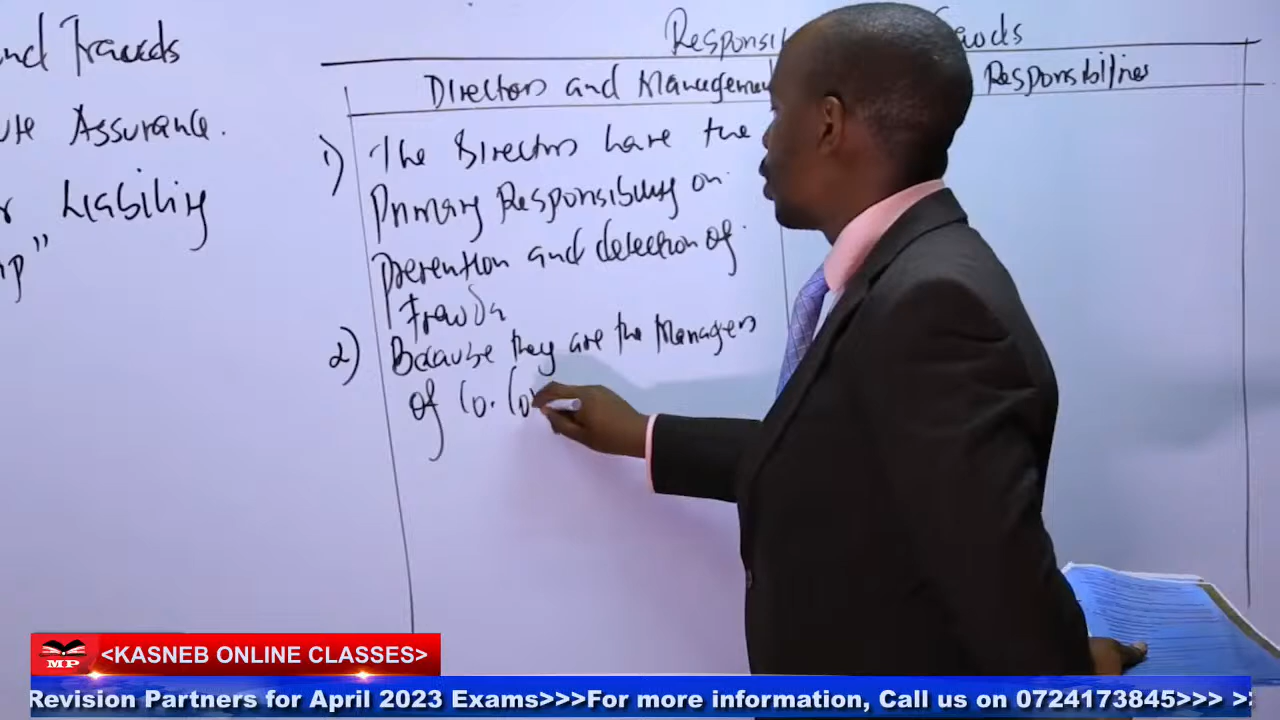 nd Frauds
ute Assurance.
r Liability
p"
Responsi
Directors and Management
Responsibilities
1) The Directors have the
Primary Responsibility on
prevention and detection of
Frauds
2) Because they are the Managers
of Co. Co
MP
<KASNEB ONLINE CLASSES>
Revision Partners for April 2023 Exams>>>For more information, Call us on 0724173845>>> >